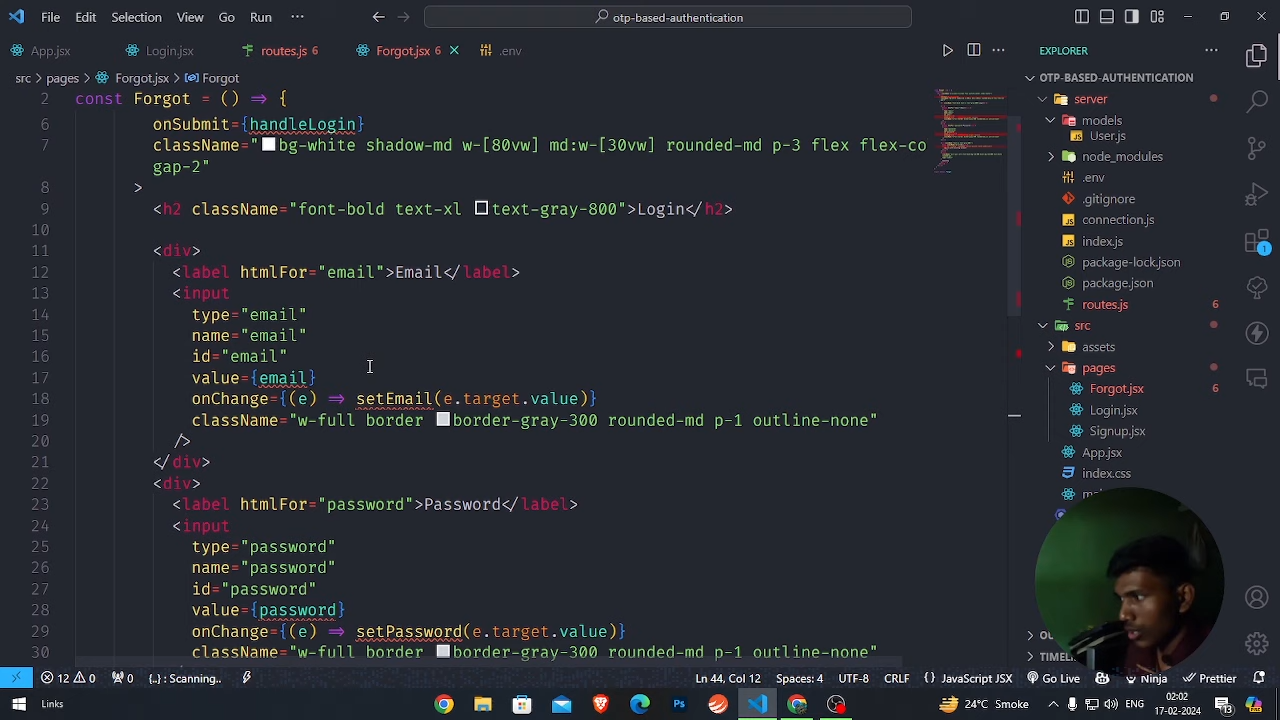 File Edit Selection View Go Run ··· otp-based-authentication
App.jsx Login.jsx routes.js 6 Forgot.jsx 6 .env
src > pages > Forgot.jsx > Forgot
2 const Forgot = () => {
onSubmit={handleLogin}
className="bg-white shadow-md w-[80vw] md:w-[30vw] rounded-md p-3 flex flex-co
gap-2"
8 >
9 <h2 className="font-bold text-xl text-gray-800">Login</h2>
10
11 <div>
12 <label htmlFor="email">Email</label>
13 <input
14 type="email"
15 name="email"
16 id="email"
17 value={email}
18 onChange={(e) => setEmail(e.target.value)}
19 className="w-full border border-gray-300 rounded-md p-1 outline-none"
20 />
21 </div>
22 <div>
23 <label htmlFor="password">Password</label>
24 <input
25 type="password"
26 name="password"
27 id="password"
28 value={password}
29 onChange={(e) => setPassword(e.target.value)}
30 className="w-full border border-gray-300 rounded-md p-1 outline-none"
EXPLORER ···
OTP_BASED_AUTHENTICATION
server
models
User.js
.env
.gitignore
connection.js
index.js
package-lock.json
package.json
routes.js 6
src
assets
pages
Forgot.jsx 6
Login.jsx
Signup.jsx
App.jsx
index.css
TIMELINE
1
12 0 0 {..} : Scanning.. Ln 44, Col 12 Spaces: 4 UTF-8 CRLF {} JavaScript JSX Go Live Ninja Prettier
24°C Smoke ENG 02:02 17-02-2024